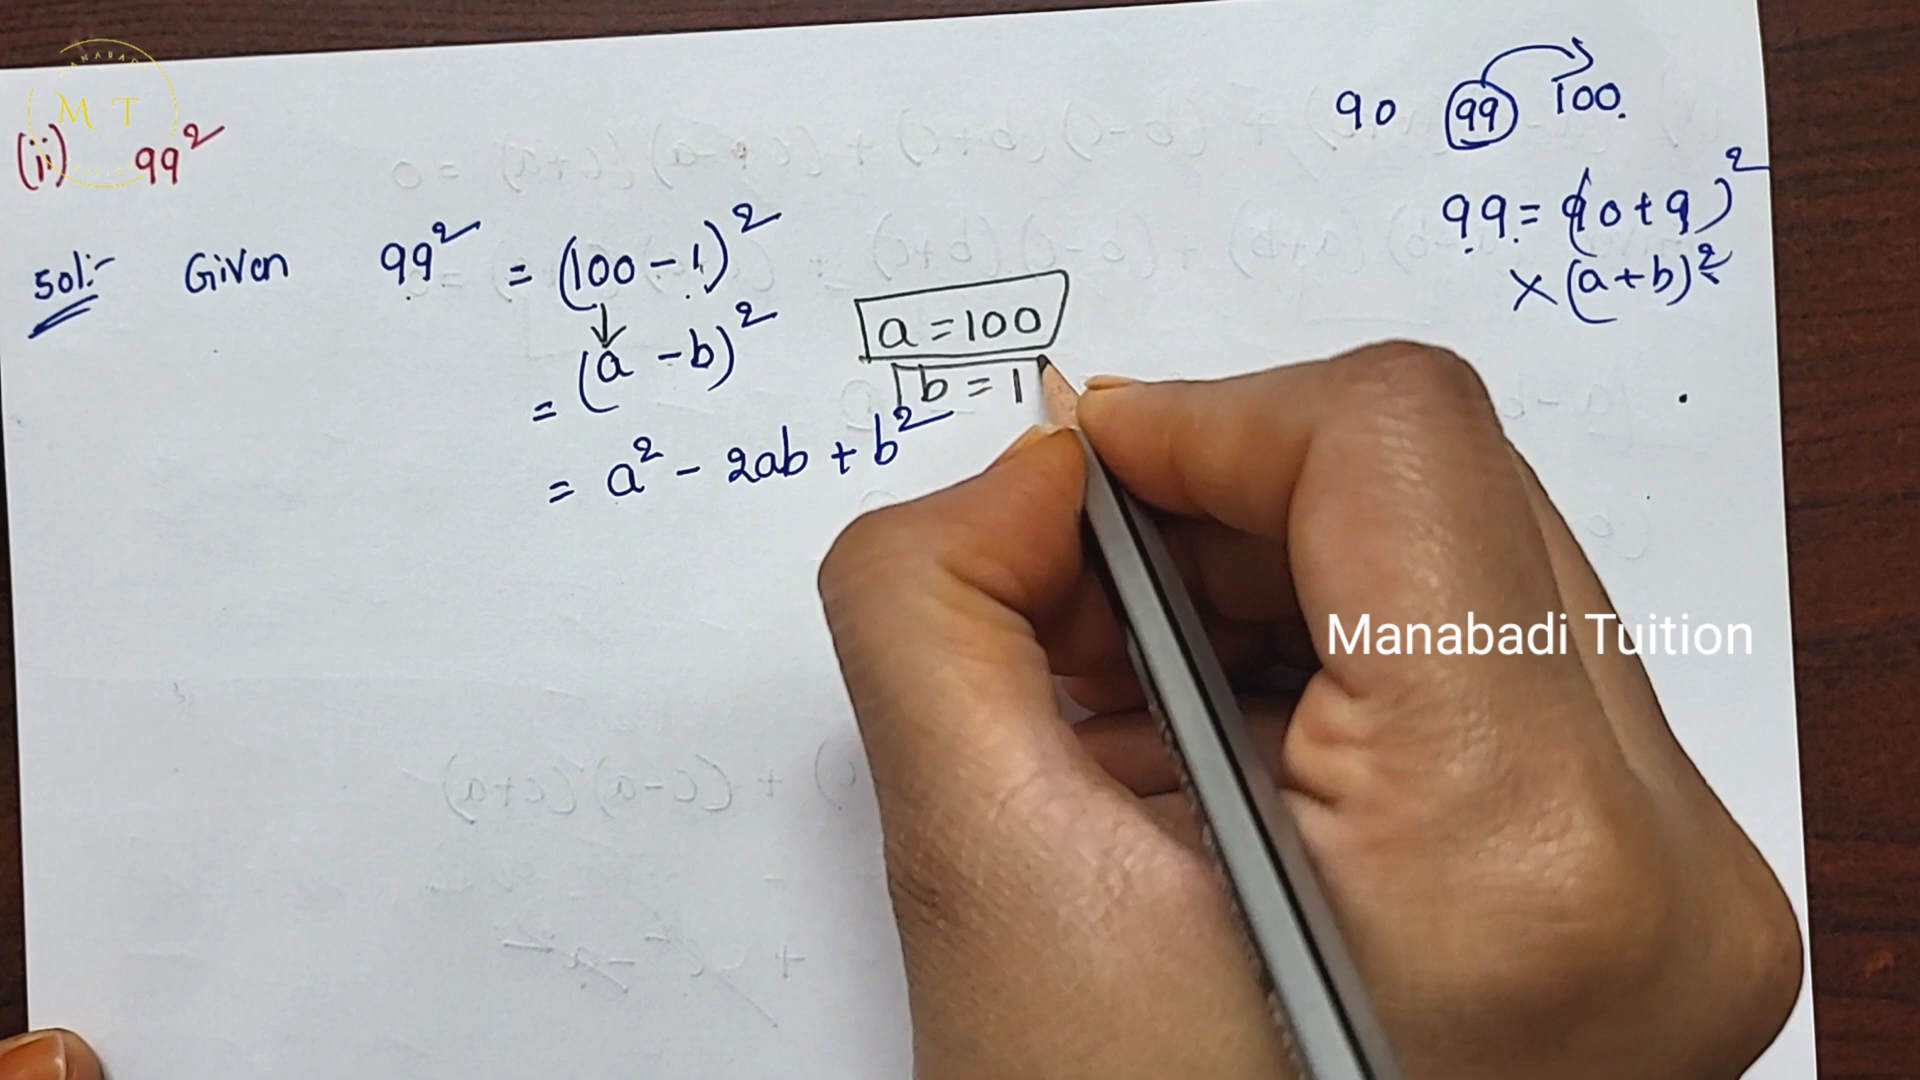 M T
(ii) 99²
90 99 100.
99 = (90 + 9)²
× (a + b)²
Sol:- Given 99² = (100 - 1)²
= (a - b)²
a = 100
b = 1
= a² - 2ab + b²
Manabadi Tuition